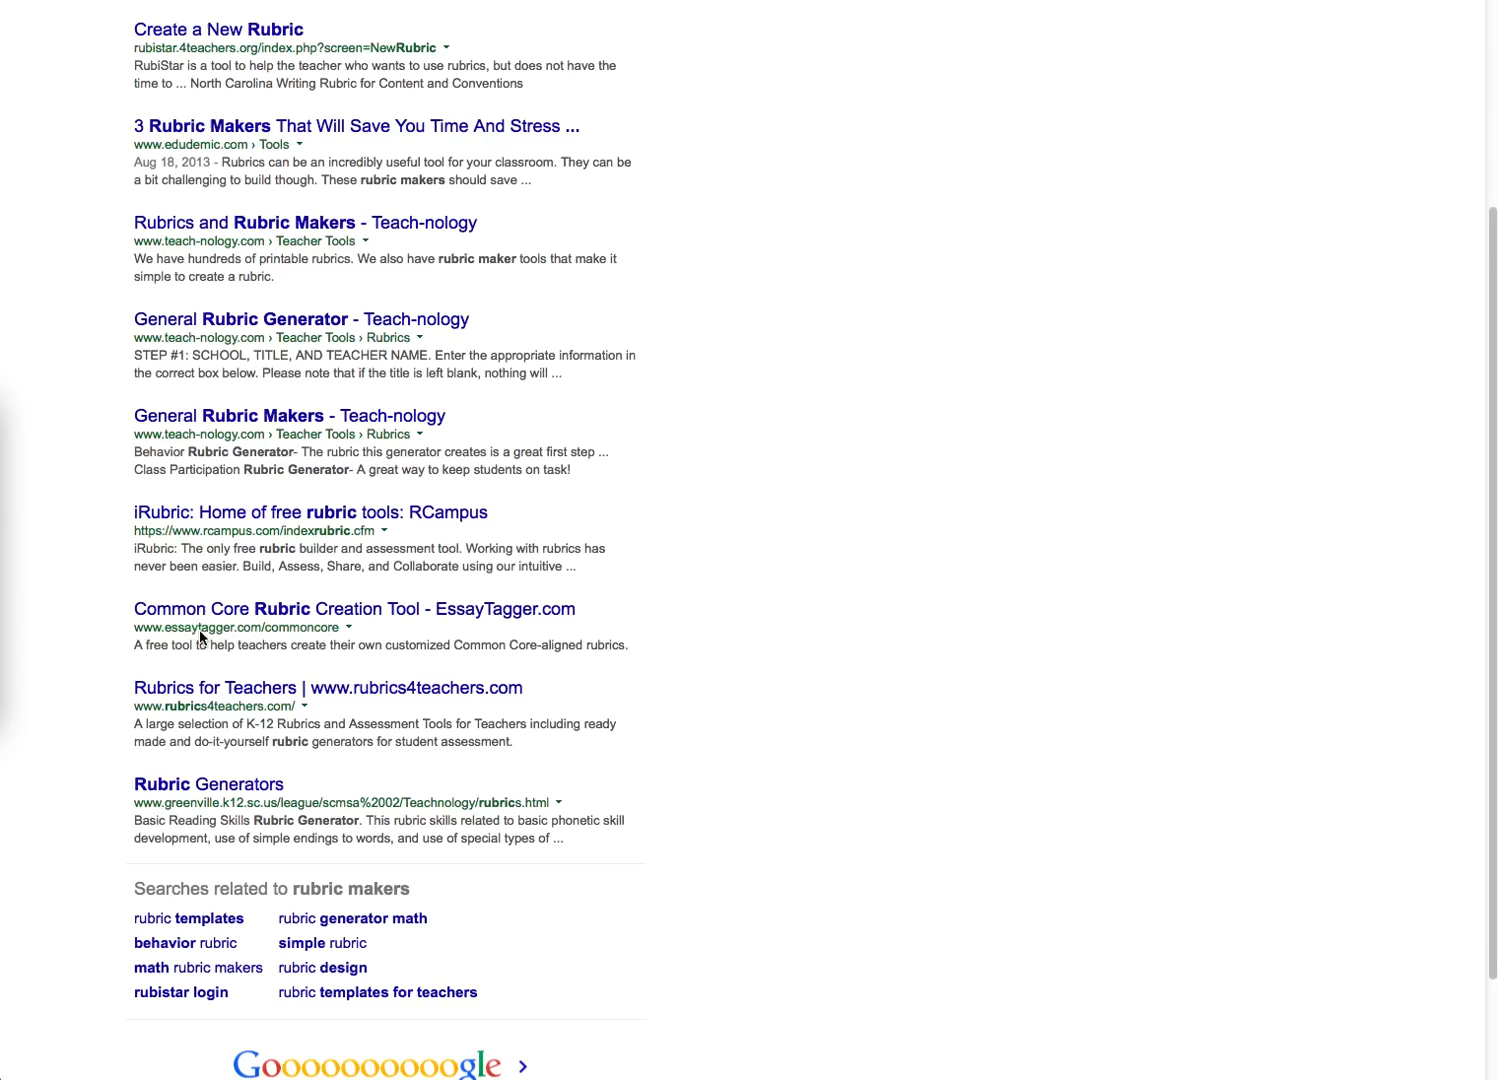 Create a New Rubric
rubistar.4teachers.org/index.php?screen=NewRubric
RubiStar is a tool to help the teacher who wants to use rubrics, but does not have the
time to ... North Carolina Writing Rubric for Content and Conventions
3 Rubric Makers That Will Save You Time And Stress ...
www.edudemic.com › Tools
Aug 18, 2013 - Rubrics can be an incredibly useful tool for your classroom. They can be
a bit challenging to build though. These rubric makers should save ...
Rubrics and Rubric Makers - Teach-nology
www.teach-nology.com › Teacher Tools
We have hundreds of printable rubrics. We also have rubric maker tools that make it
simple to create a rubric.
General Rubric Generator - Teach-nology
www.teach-nology.com › Teacher Tools › Rubrics
STEP #1: SCHOOL, TITLE, AND TEACHER NAME. Enter the appropriate information in
the correct box below. Please note that if the title is left blank, nothing will ...
General Rubric Makers - Teach-nology
www.teach-nology.com › Teacher Tools › Rubrics
Behavior Rubric Generator- The rubric this generator creates is a great first step ...
Class Participation Rubric Generator- A great way to keep students on task!
iRubric: Home of free rubric tools: RCampus
https://www.rcampus.com/indexrubric.cfm
iRubric: The only free rubric builder and assessment tool. Working with rubrics has
never been easier. Build, Assess, Share, and Collaborate using our intuitive ...
Common Core Rubric Creation Tool - EssayTagger.com
www.essaytagger.com/commoncore
A free tool to help teachers create their own customized Common Core-aligned rubrics.
Rubrics for Teachers | www.rubrics4teachers.com
www.rubrics4teachers.com/
A large selection of K-12 Rubrics and Assessment Tools for Teachers including ready
made and do-it-yourself rubric generators for student assessment.
Rubric Generators
www.greenville.k12.sc.us/league/scmsa%2002/Teachnology/rubrics.html
Basic Reading Skills Rubric Generator. This rubric skills related to basic phonetic skill
development, use of simple endings to words, and use of special types of ...
Searches related to rubric makers
rubric templates rubric generator math
behavior rubric simple rubric
math rubric makers rubric design
rubistar login rubric templates for teachers
Goooooooooogle